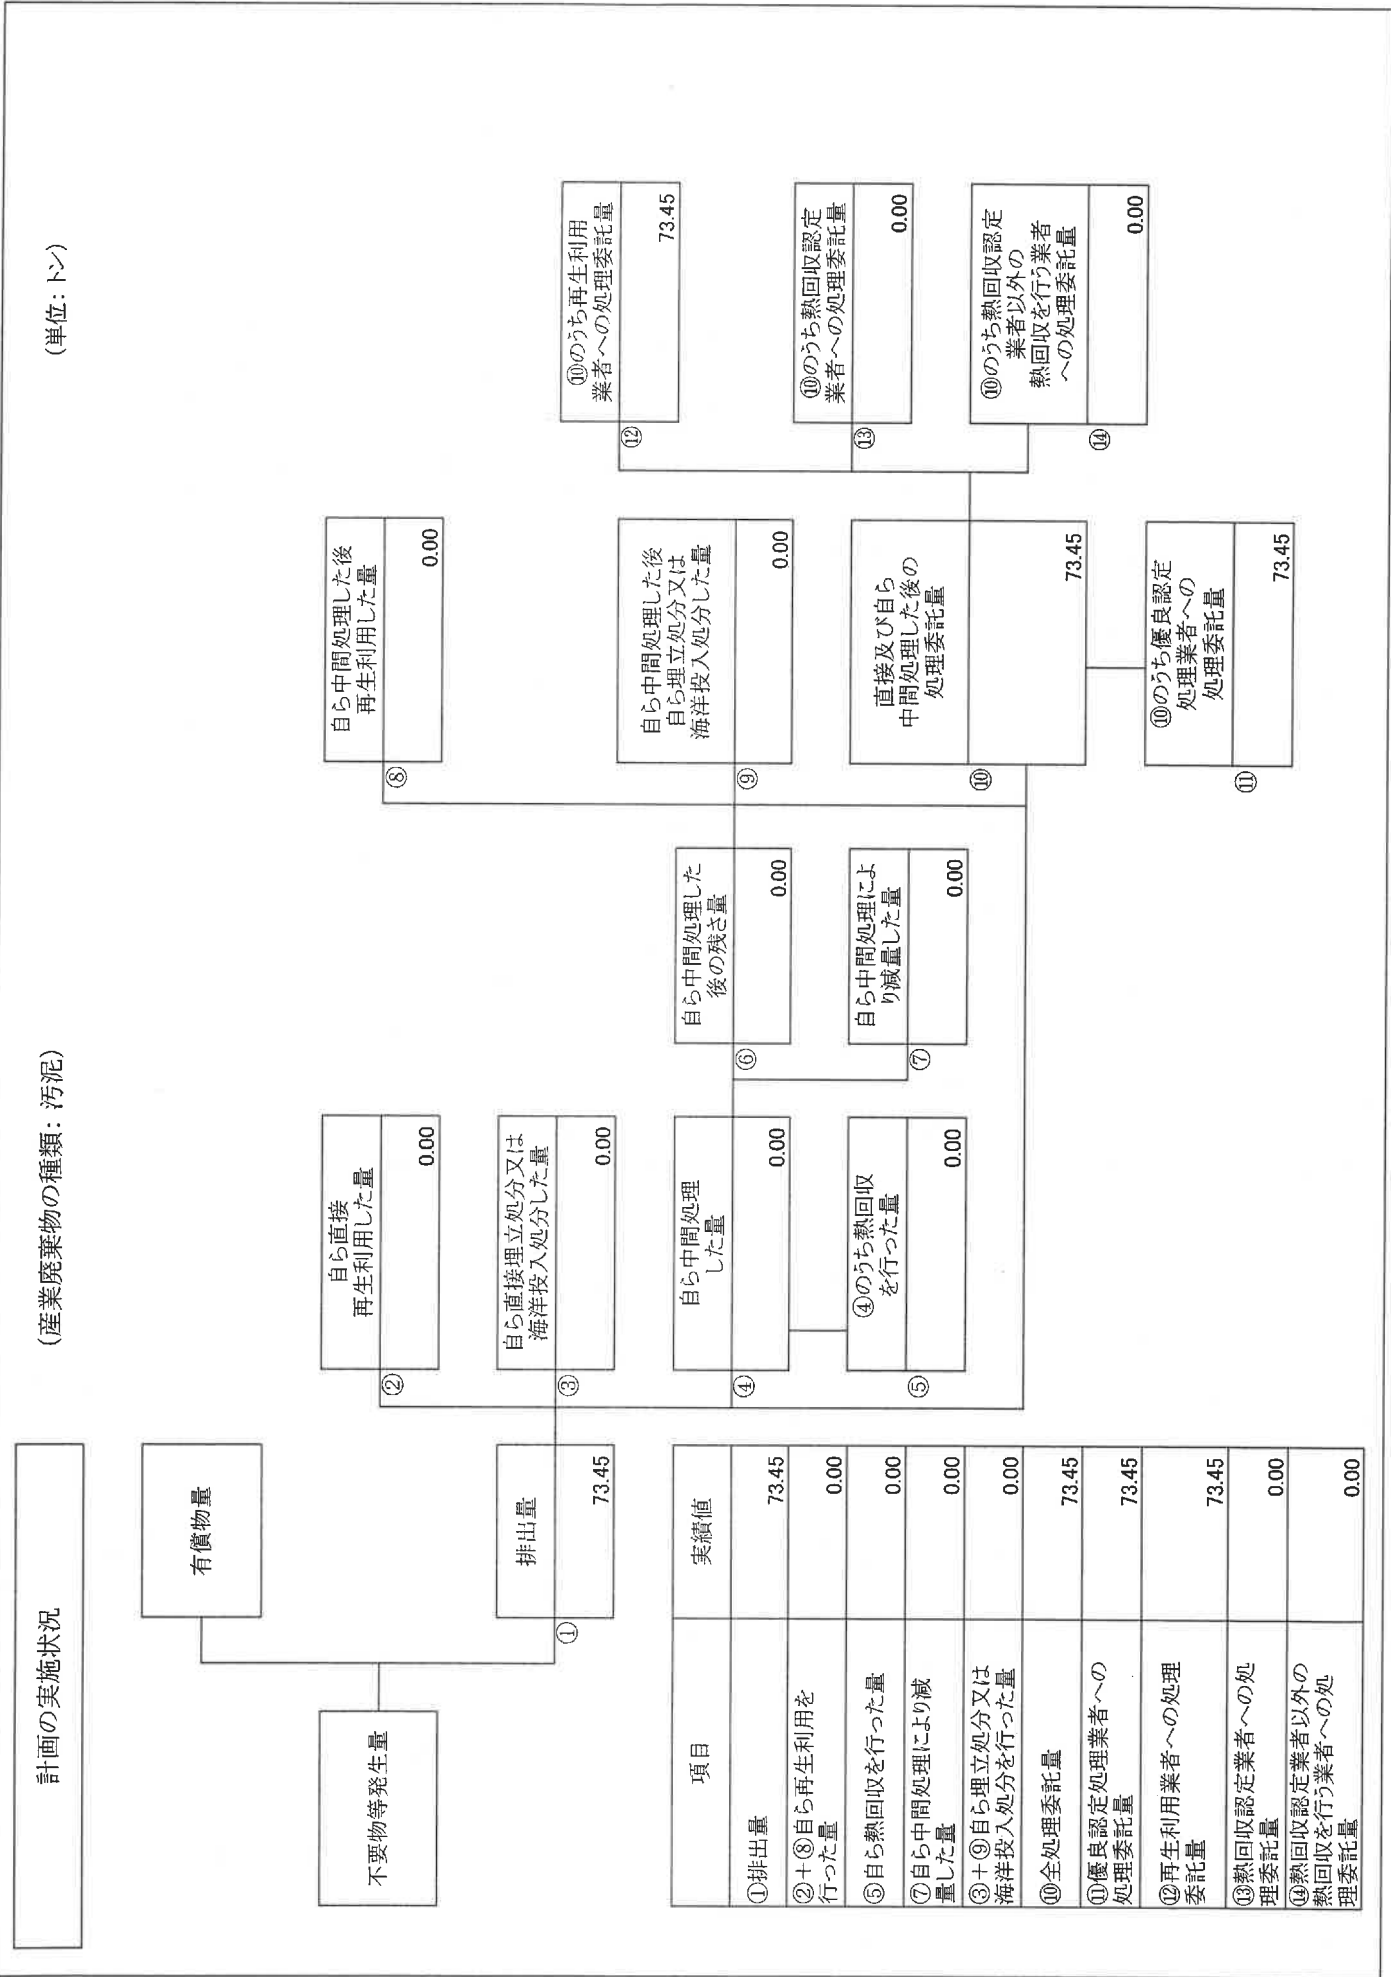 計画の実施状況
(産業廃棄物の種類：汚泥)
(単位：トン)
不要物等発生量
有償物量
①
排出量
73.45
②
自ら直接
再生利用した量
0.00
③
自ら直接埋立処分又は
海洋投入処分した量
0.00
④
自ら中間処理
した量
0.00
⑤
④のうち熱回収
を行った量
0.00
⑥
自ら中間処理した
後の残さ量
0.00
⑦
自ら中間処理によ
り減量した量
0.00
⑧
自ら中間処理した後
再生利用した量
0.00
⑨
自ら中間処理した後
自ら埋立処分又は
海洋投入処分した量
0.00
⑩
直接及び自ら
中間処理した後の
処理委託量
73.45
⑪
⑩のうち優良認定
処理業者への
処理委託量
73.45
⑫
⑩のうち再生利用
業者への処理委託量
73.45
⑬
⑩のうち熱回収認定
業者への処理委託量
0.00
⑭
⑩のうち熱回収認定
業者以外の
熱回収を行う業者
への処理委託量
0.00
項目 実績値
①排出量 73.45
②＋⑧自ら再生利用を
行った量 0.00
⑤自ら熱回収を行った量 0.00
⑦自ら中間処理により減
量した量 0.00
③＋⑨自ら埋立処分又は
海洋投入処分を行った量 0.00
⑩全処理委託量 73.45
⑪優良認定処理業者への
処理委託量 73.45
⑫再生利用業者への処理
委託量 73.45
⑬熱回収認定業者への処
理委託量 0.00
⑭熱回収認定業者以外の
熱回収を行う業者への処
理委託量 0.00